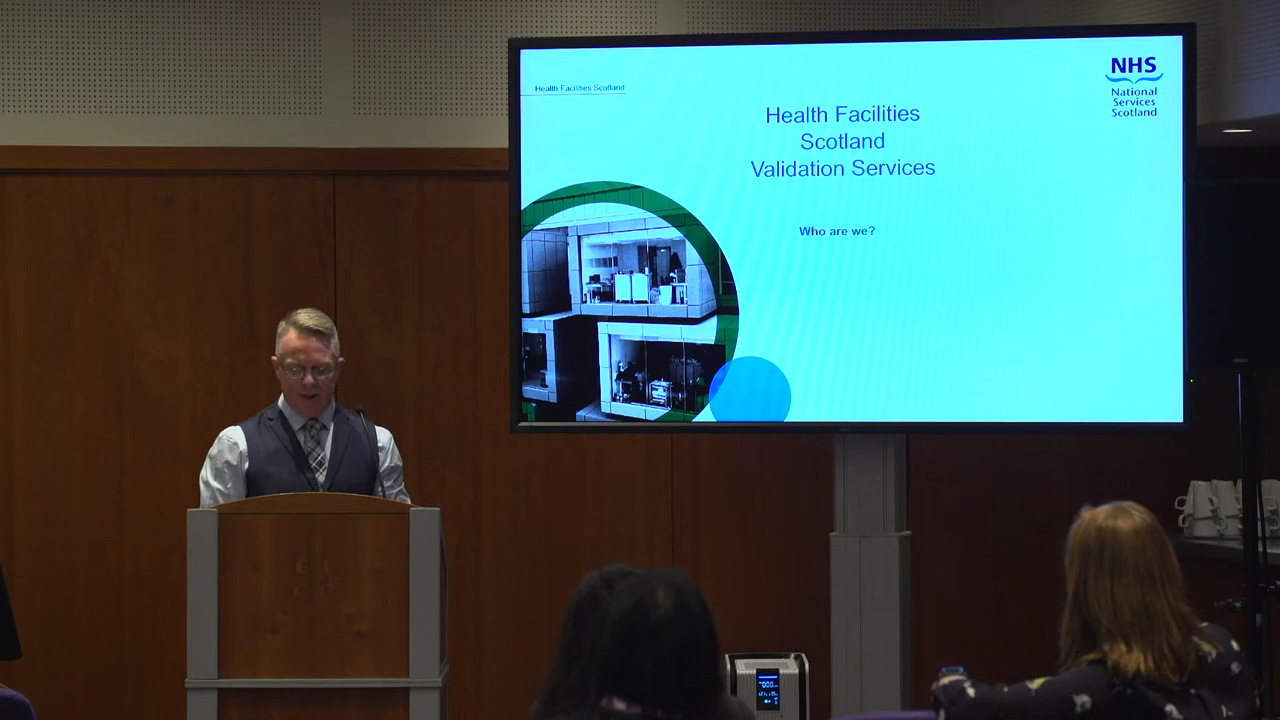 Health Facilities Scotland
NHS
National
Services
Scotland
Health Facilities
Scotland
Validation Services
Who are we?
E I
C C